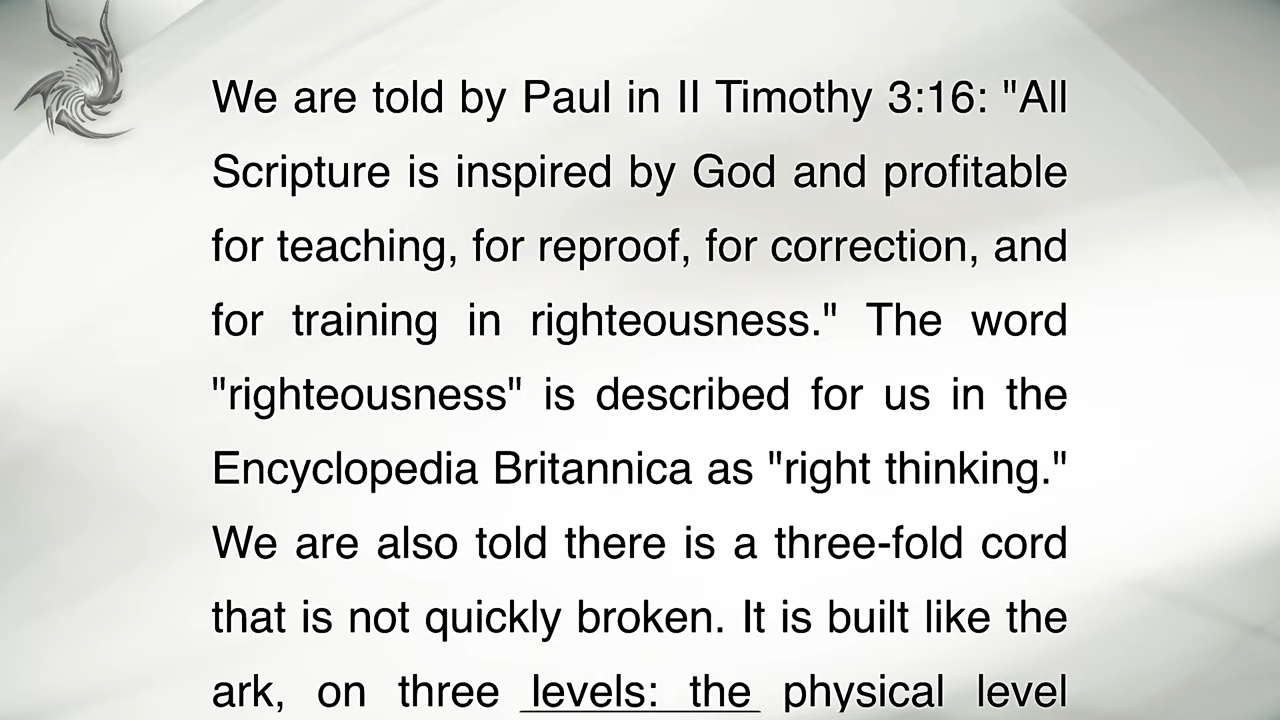 We are told by Paul in II Timothy 3:16: "All
Scripture is inspired by God and profitable
for teaching, for reproof, for correction, and
for training in righteousness." The word
"righteousness" is described for us in the
Encyclopedia Britannica as "right thinking."
We are also told there is a three-fold cord
that is not quickly broken. It is built like the
ark, on three levels: the physical level